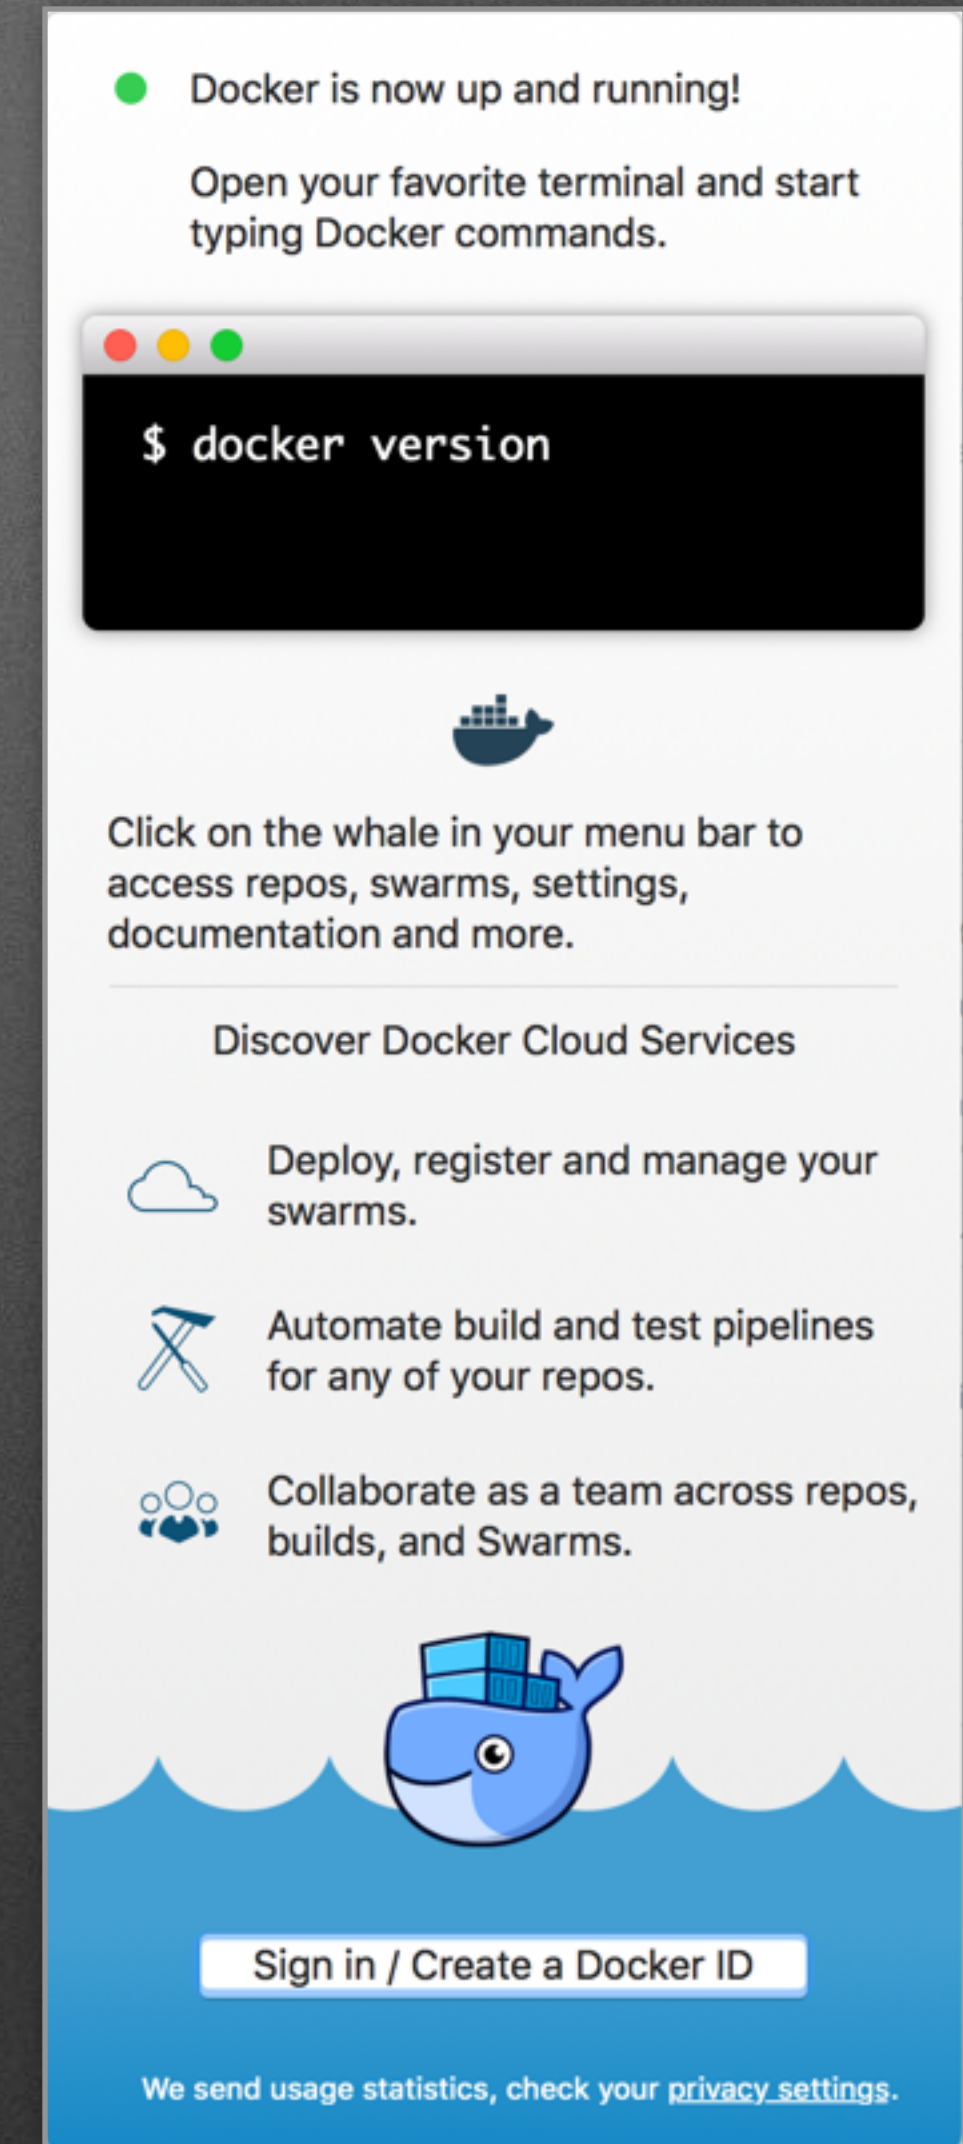 Docker is now up and running!
Open your favorite terminal and start
typing Docker commands.
$ docker version
Click on the whale in your menu bar to
access repos, swarms, settings,
documentation and more.
Discover Docker Cloud Services
Deploy, register and manage your
swarms.
Automate build and test pipelines
for any of your repos.
Collaborate as a team across repos,
builds, and Swarms.
Sign in / Create a Docker ID
We send usage statistics, check your privacy settings.